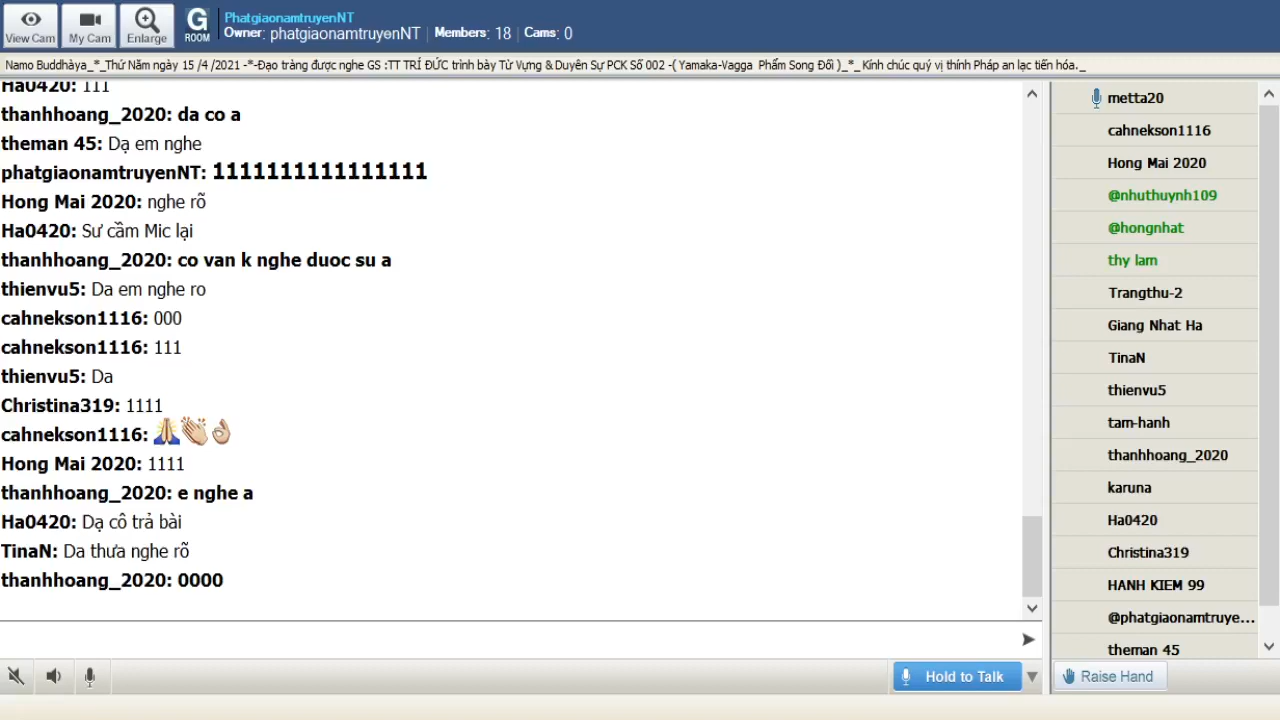 View Cam
My Cam
Enlarge
G
ROOM
PhatgiaonamtruyenNT
Owner: phatgiaonamtruyenNT | Members: 18 | Cams: 0
Namo Buddhàya_*_Thứ Năm ngày 15 /4 /2021 -*-Đạo tràng được nghe GS :TT TRÍ ĐỨC trình bày Từ Vựng & Duyên Sự PCK Số 002 -( Yamaka-Vagga Phẩm Song Đối )_*_ Kính chúc quý vị thính Pháp an lạc tiến hóa._
Ha0420: 111
thanhhoang_2020: da co a
theman 45: Dạ em nghe
phatgiaonamtruyenNT: 1111111111111111
Hong Mai 2020: nghe rõ
Ha0420: Sư cầm Mic lại
thanhhoang_2020: co van k nghe duoc su a
thienvu5: Da em nghe ro
cahnekson1116: 000
cahnekson1116: 111
thienvu5: Da
Christina319: 1111
cahnekson1116: 🙏👏👌
Hong Mai 2020: 1111
thanhhoang_2020: e nghe a
Ha0420: Dạ cô trả bài
TinaN: Da thưa nghe rõ
thanhhoang_2020: 0000
metta20
cahnekson1116
Hong Mai 2020
@nhuthuynh109
@hongnhat
thy lam
Trangthu-2
Giang Nhat Ha
TinaN
thienvu5
tam-hanh
thanhhoang_2020
karuna
Ha0420
Christina319
HANH KIEM 99
@phatgiaonamtruye...
theman 45
Hold to Talk
Raise Hand